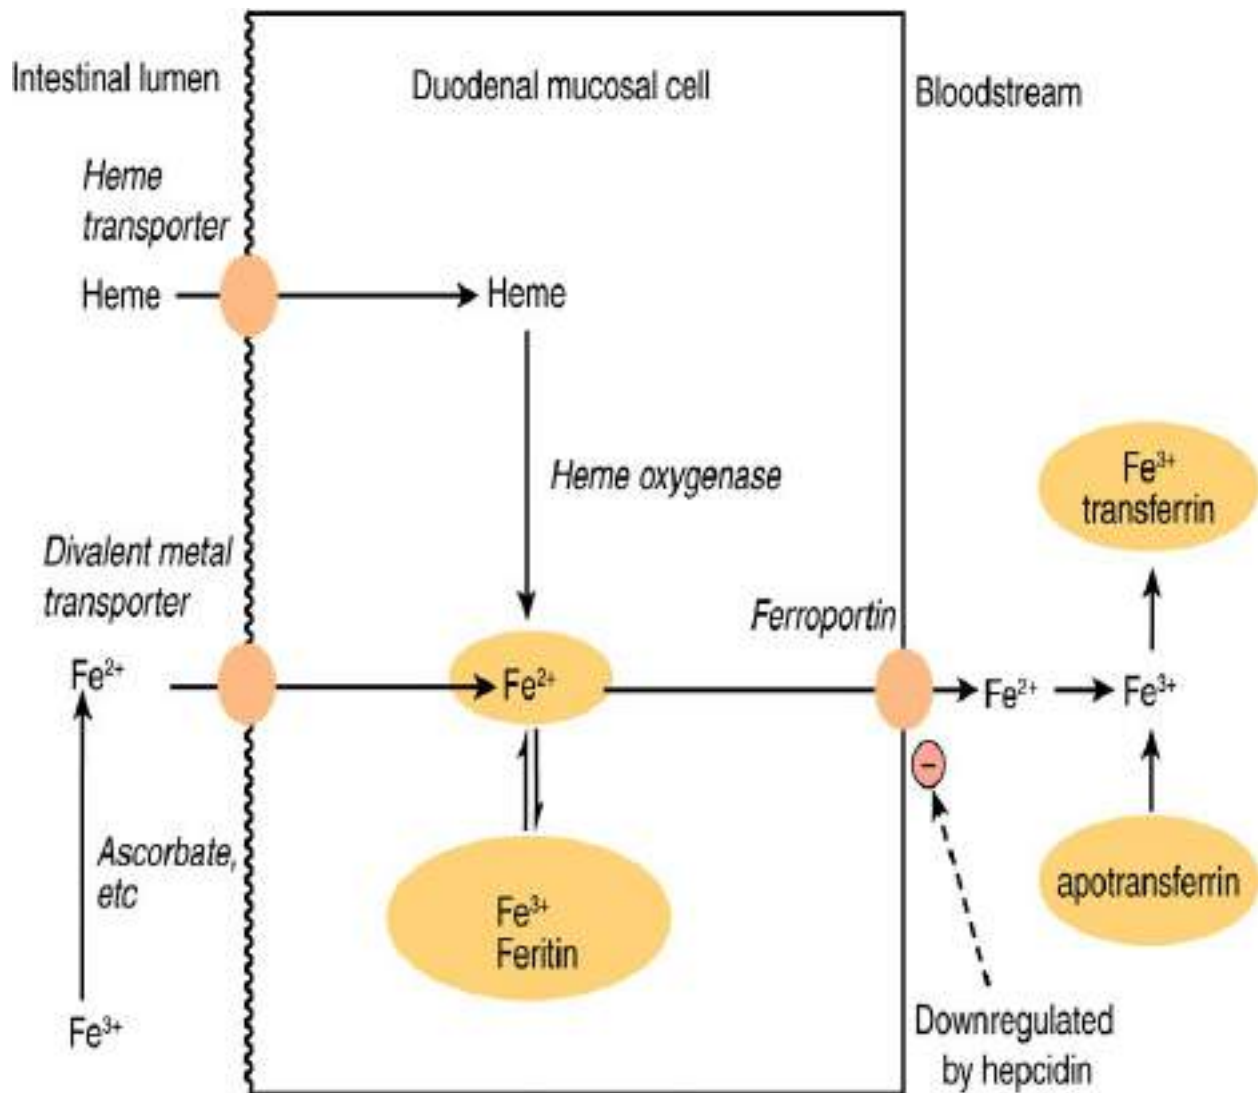 Intestinal lumen
Duodenal mucosal cell
Bloodstream
Heme
transporter
Heme
Heme
Heme oxygenase
Divalent metal
transporter
Fe²⁺
Fe²⁺
Ferroportin
Fe²⁺
Fe³⁺
Fe³⁺
transferrin
–
Ascorbate,
etc
Fe³⁺
Feritin
apotransferrin
Fe³⁺
Downregulated
by hepcidin